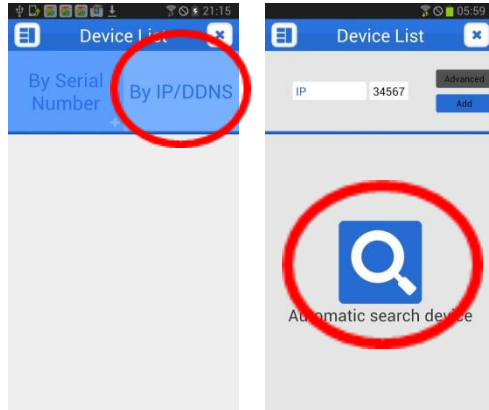 21:15
Device List
By Serial
Number
By IP/DDNS
+
05:59
Device List
IP
34567
Advanced
Add
Automatic search device